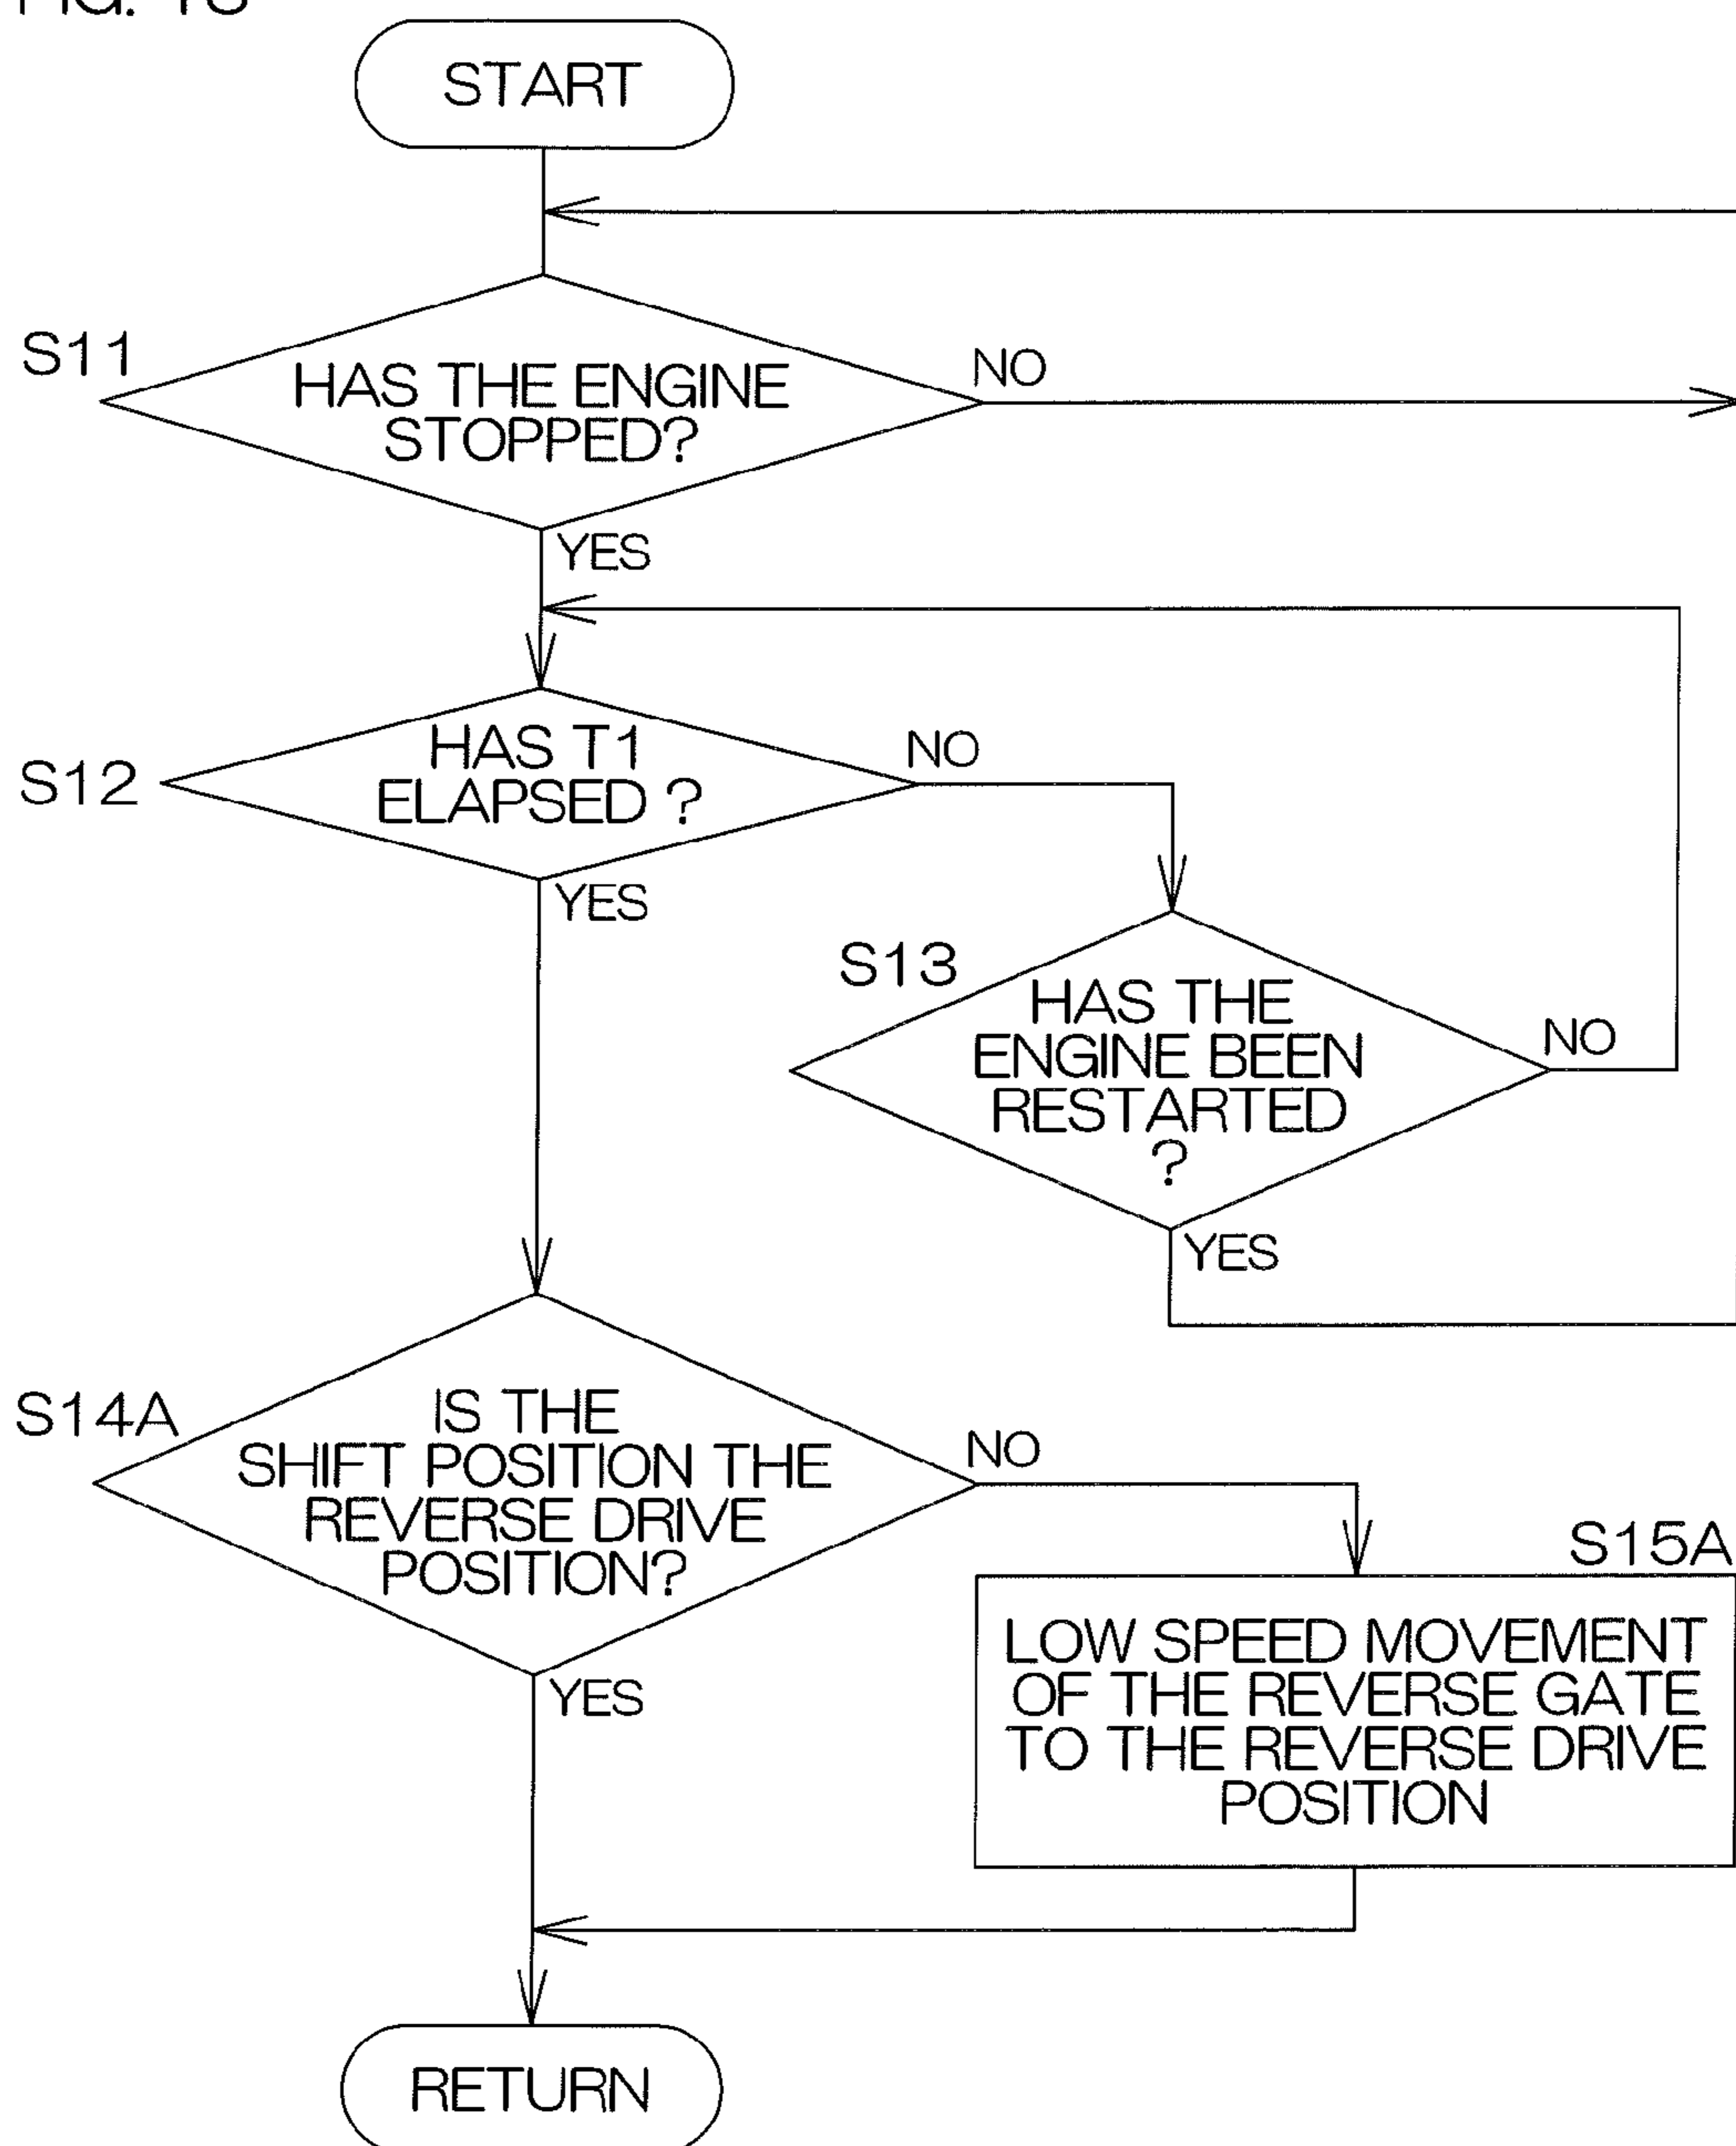 START
S11
HAS THE ENGINE
STOPPED?
NO
YES
S12
HAS T1
ELAPSED ?
NO
YES
S13
HAS THE
ENGINE BEEN
RESTARTED
?
NO
YES
S14A
IS THE
SHIFT POSITION THE
REVERSE DRIVE
POSITION?
NO
YES
S15A
LOW SPEED MOVEMENT
OF THE REVERSE GATE
TO THE REVERSE DRIVE
POSITION
RETURN